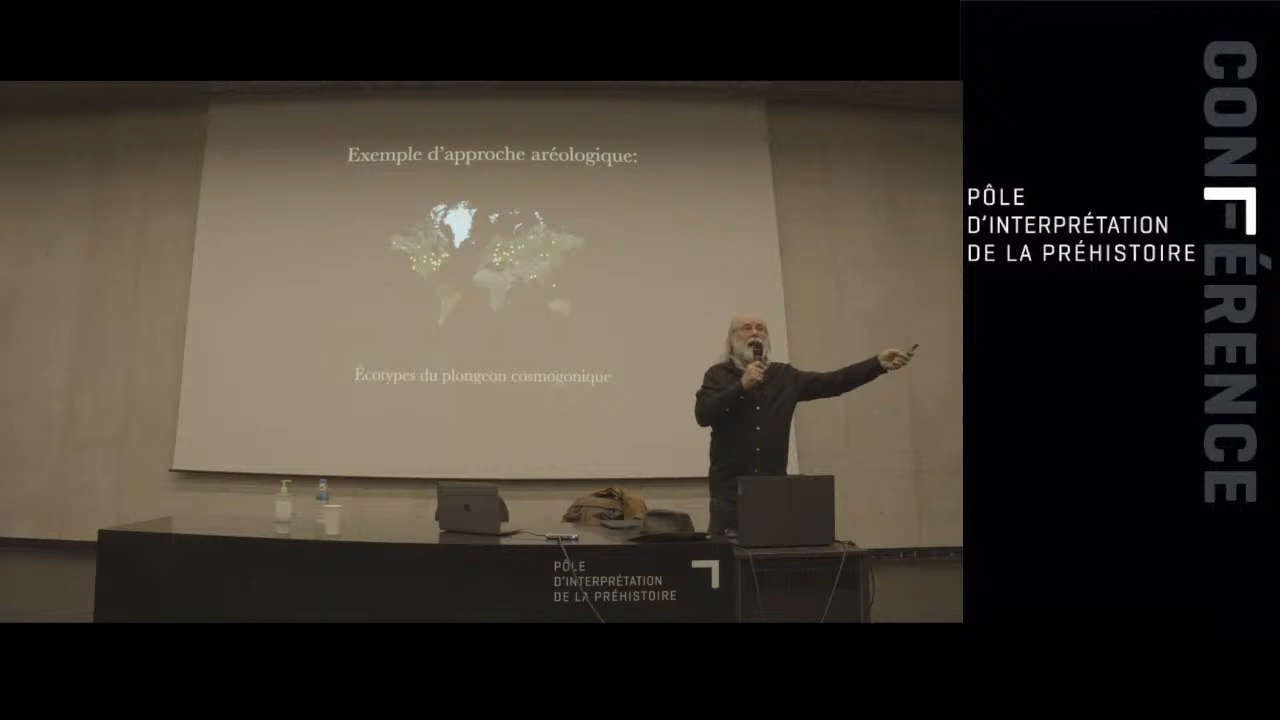 Exemple d'approche aréologique:
Écotypes du plongeon cosmogonique
PÔLE
D'INTERPRÉTATION
DE LA PRÉHISTOIRE
PÔLE
D'INTERPRÉTATION
DE LA PRÉHISTOIRE
CONFÉRENCE